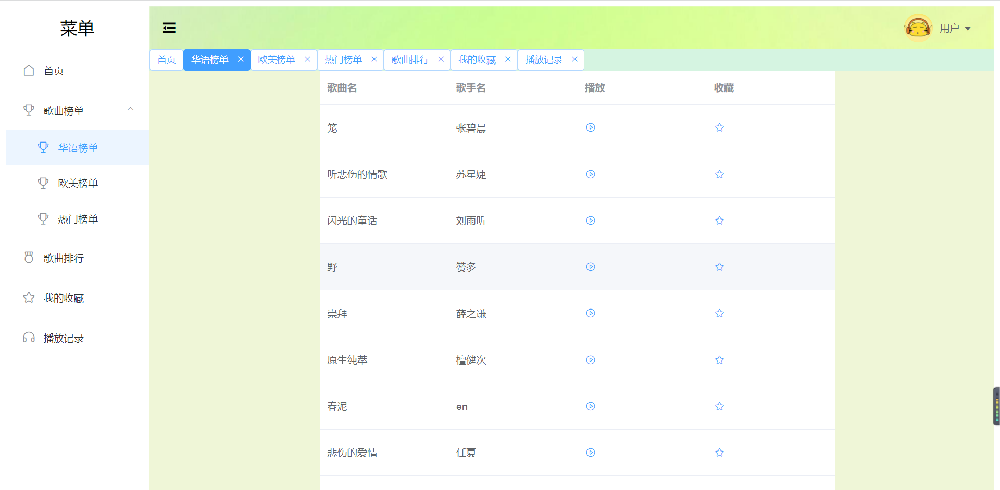 菜单
用户
首页
歌曲榜单
华语榜单
欧美榜单
热门榜单
歌曲排行
我的收藏
播放记录
首页 华语榜单 欧美榜单 热门榜单 歌曲排行 我的收藏 播放记录
歌曲名 歌手名 播放 收藏
笼 张碧晨
听悲伤的情歌 苏星婕
闪光的童话 刘雨昕
野 赞多
崇拜 薛之谦
原生纯萃 檀健次
春泥 en
悲伤的爱情 任夏